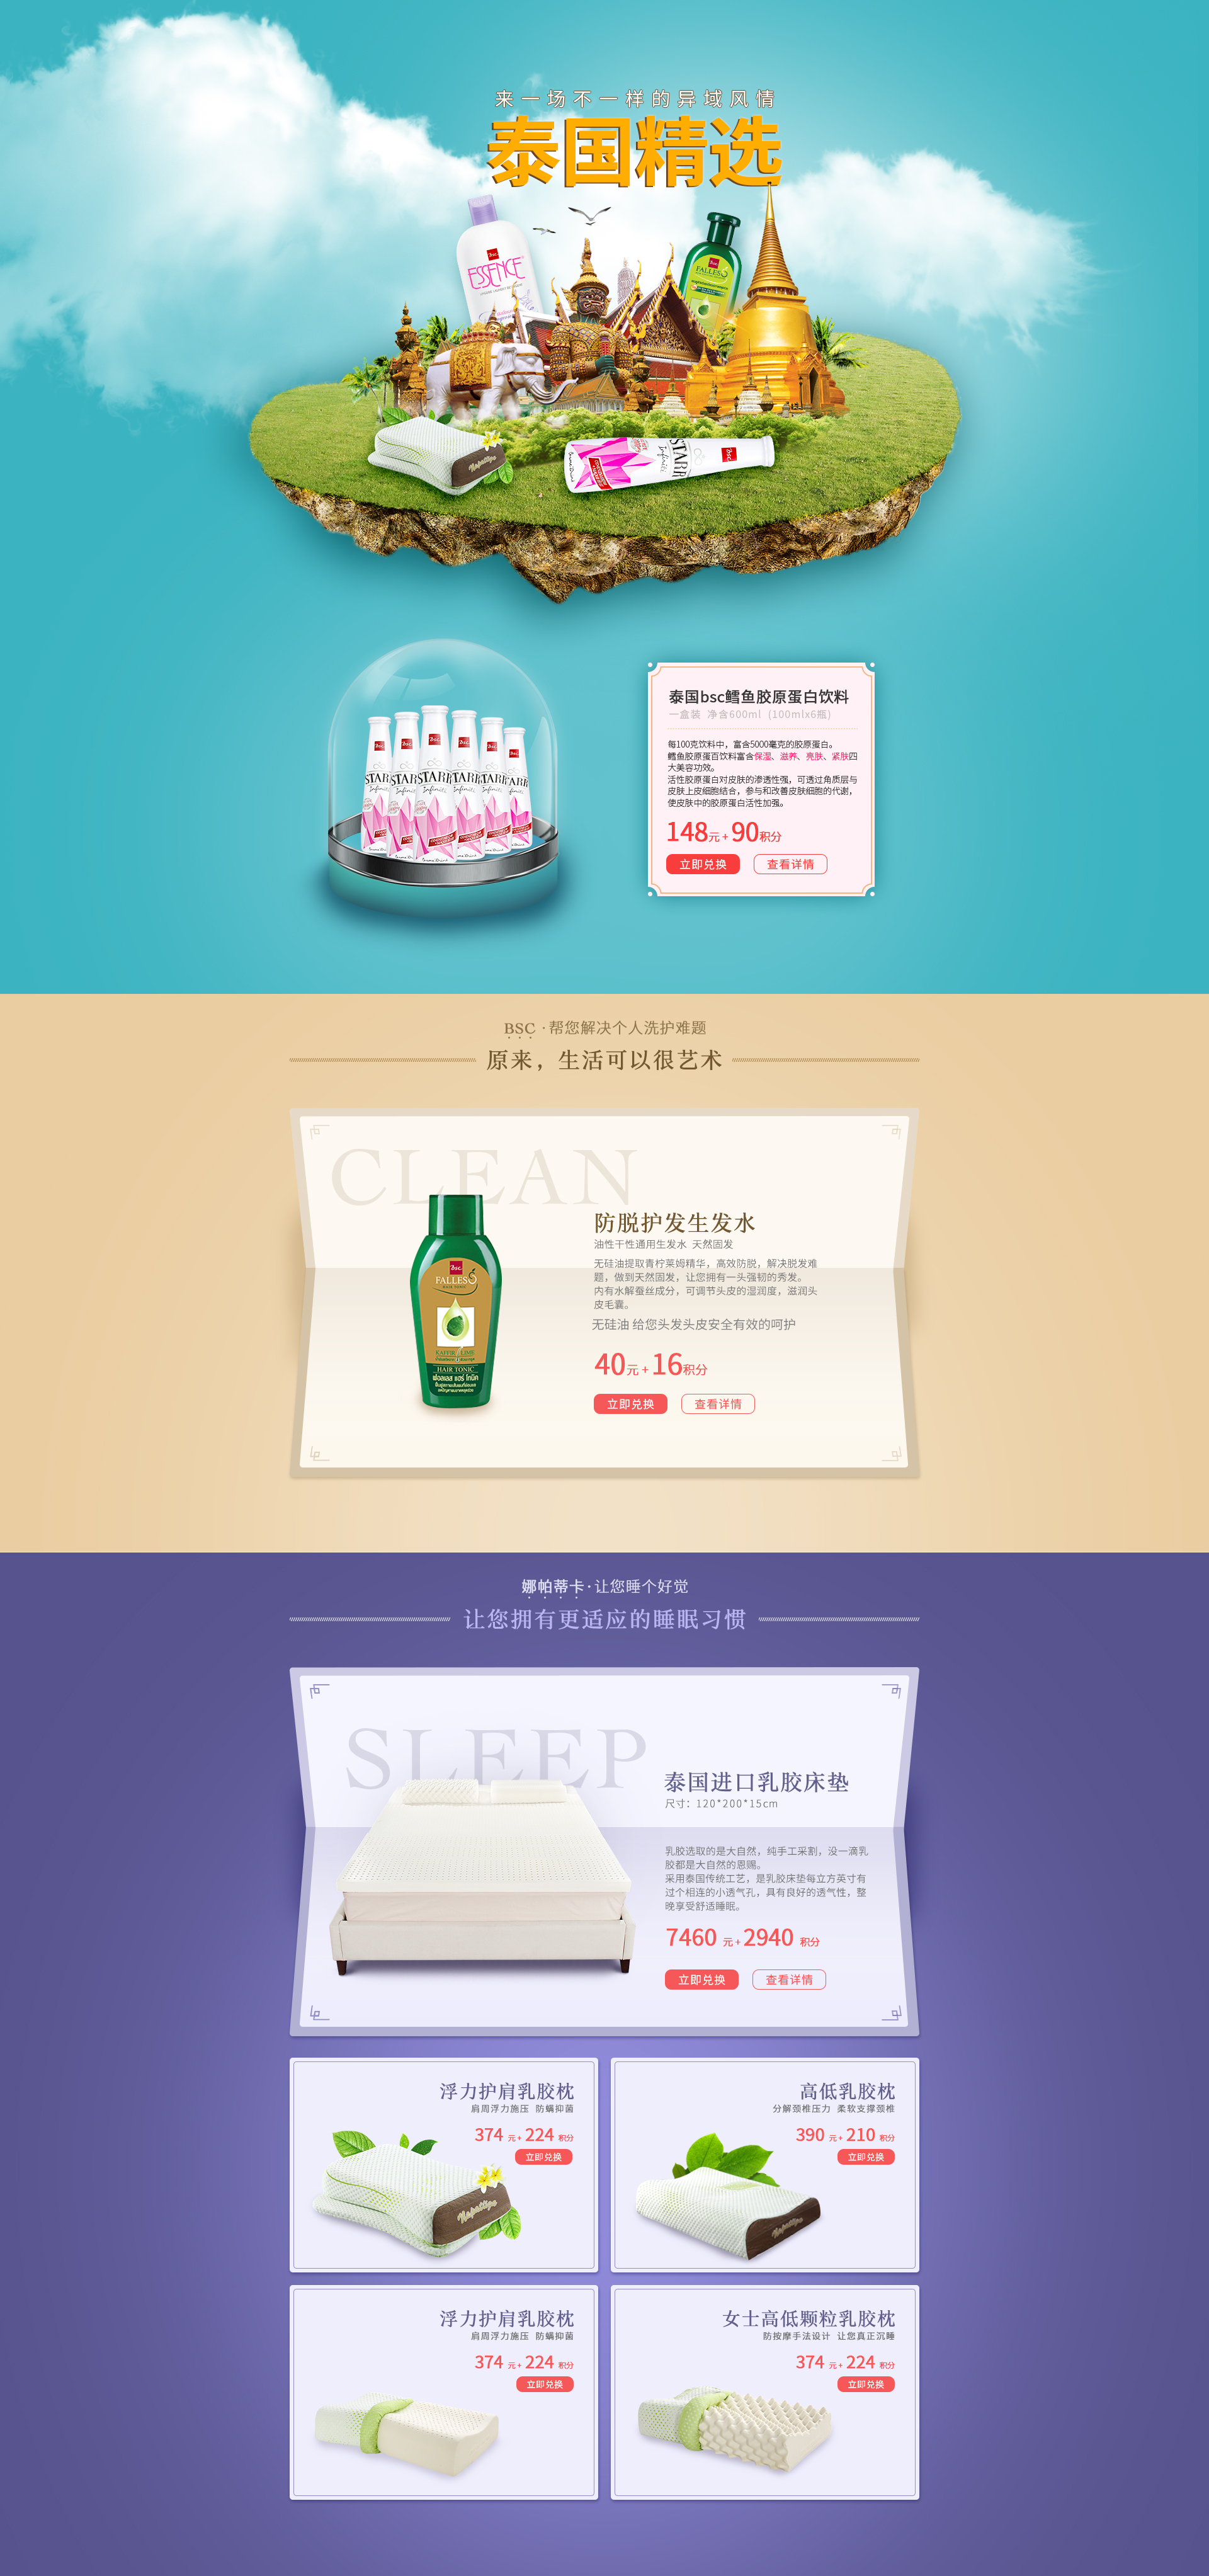 来一场不一样的异域风情
泰国精选
bsc
ESSENCE
bsc
FALLES
Napattiga
STARR
Infiniti
bsc
bsc
STARR
Infiniti
泰国bsc鳕鱼胶原蛋白饮料
一盒装 净含600ml (100mlx6瓶)
每100克饮料中，富含5000毫克的胶原蛋白。
鳕鱼胶原蛋百饮料富含保湿、滋养、亮肤、紧肤四
大美容功效。
活性胶原蛋白对皮肤的渗透性强，可透过角质层与
皮肤上皮细胞结合，参与和改善皮肤细胞的代谢，
使皮肤中的胶原蛋白活性加强。
148元+90积分
立即兑换 查看详情
BSC·帮您解决个人洗护难题
原来，生活可以很艺术
CLEAN
防脱护发生发水
油性干性通用生发水 天然固发
无硅油提取青柠莱姆精华，高效防脱，解决脱发难
题，做到天然固发，让您拥有一头强韧的秀发。
内有水解蚕丝成分，可调节头皮的湿润度，滋润头
皮毛囊。
无硅油 给您头发头皮安全有效的呵护
40元+16积分
立即兑换 查看详情
bsc
FALLES
HAIR TONIC
KAFFIR LIME
HAIR TONIC
ฟอลเลส แฮร์ โทนิค
娜帕蒂卡·让您睡个好觉
让您拥有更适应的睡眠习惯
SLEEP
泰国进口乳胶床垫
尺寸：120*200*15cm
乳胶选取的是大自然，纯手工采割，没一滴乳
胶都是大自然的恩赐。
采用泰国传统工艺，是乳胶床垫每立方英寸有
过个相连的小透气孔，具有良好的透气性，整
晚享受舒适睡眠。
7460 元+2940 积分
立即兑换 查看详情
浮力护肩乳胶枕
肩周浮力施压 防螨抑菌
374 元+ 224 积分
立即兑换
Napattiga
高低乳胶枕
分解颈椎压力 柔软支撑颈椎
390 元+ 210 积分
立即兑换
Napattiga
浮力护肩乳胶枕
肩周浮力施压 防螨抑菌
374 元+ 224 积分
立即兑换
女士高低颗粒乳胶枕
防按摩手法设计 让您真正沉睡
374 元+ 224 积分
立即兑换